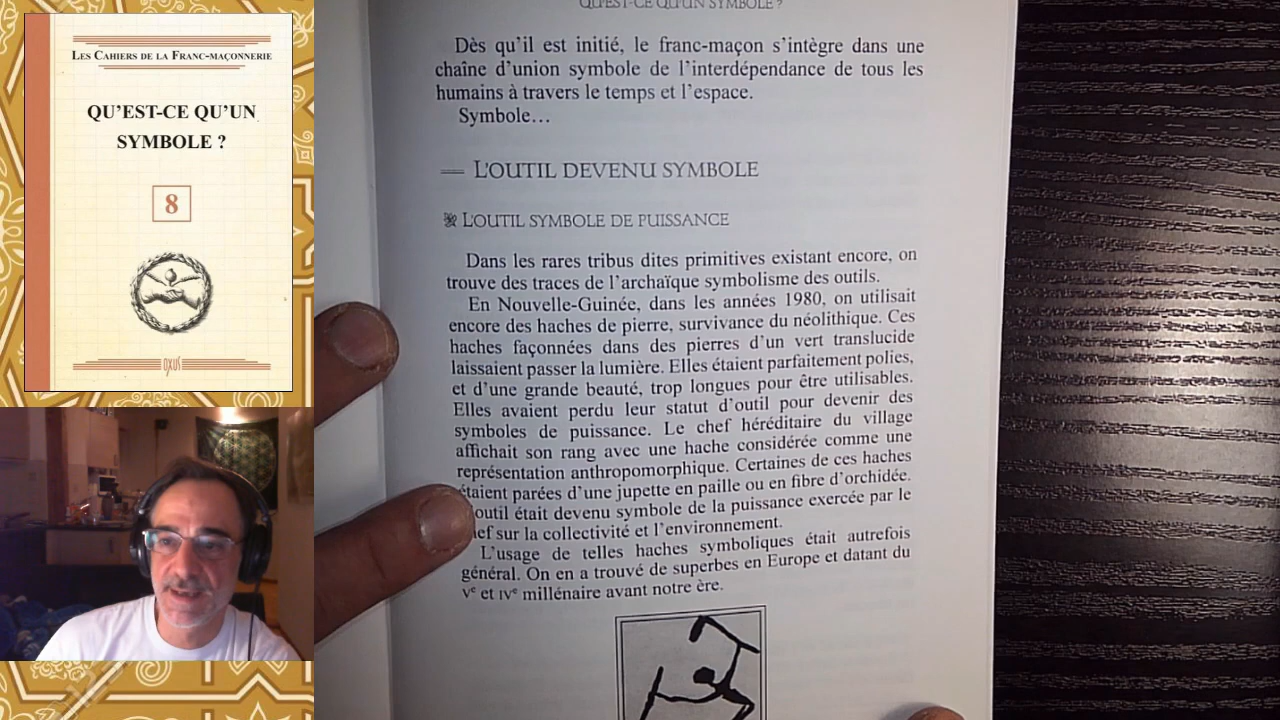 LES CAHIERS DE LA FRANC-MAÇONNERIE
QU'EST-CE QU'UN
SYMBOLE ?
8
OXUS
QU'EST-CE QU'UN SYMBOLE ?
Dès qu'il est initié, le franc-maçon s'intègre dans une
chaîne d'union symbole de l'interdépendance de tous les
humains à travers le temps et l'espace.
Symbole…
— L'OUTIL DEVENU SYMBOLE
L'OUTIL SYMBOLE DE PUISSANCE
Dans les rares tribus dites primitives existant encore, on
trouve des traces de l'archaïque symbolisme des outils.
En Nouvelle-Guinée, dans les années 1980, on utilisait
encore des haches de pierre, survivance du néolithique. Ces
haches façonnées dans des pierres d'un vert translucide
laissaient passer la lumière. Elles étaient parfaitement polies,
et d'une grande beauté, trop longues pour être utilisables.
Elles avaient perdu leur statut d'outil pour devenir des
symboles de puissance. Le chef héréditaire du village
affichait son rang avec une hache considérée comme une
représentation anthropomorphique. Certaines de ces haches
étaient parées d'une jupette en paille ou en fibre d'orchidée.
outil était devenu symbole de la puissance exercée par le
ef sur la collectivité et l'environnement.
L'usage de telles haches symboliques était autrefois
général. On en a trouvé de superbes en Europe et datant du
Ve et IVe millénaire avant notre ère.